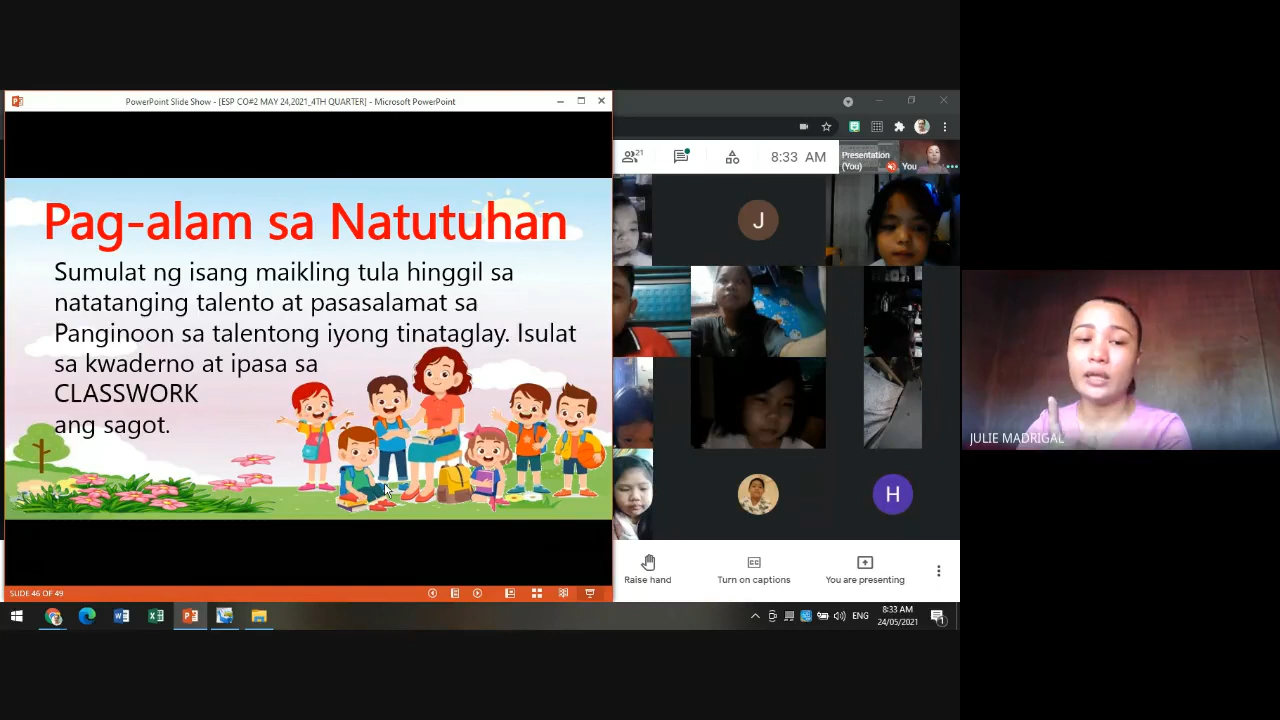 PowerPoint Slide Show - [ESP CO#2 MAY 24,2021_4TH QUARTER] - Microsoft PowerPoint
Pag-alam sa Natutuhan
Sumulat ng isang maikling tula hinggil sa
natatanging talento at pasasalamat sa
Panginoon sa talentong iyong tinataglay. Isulat
sa kwaderno at ipasa sa
CLASSWORK
ang sagot.
SLIDE 46 OF 49
21
8:33 AM
Presentation
(You)
You
J
H
Raise hand
Turn on captions
You are presenting
JULIE MADRIGAL
ENG
8:33 AM
24/05/2021
1